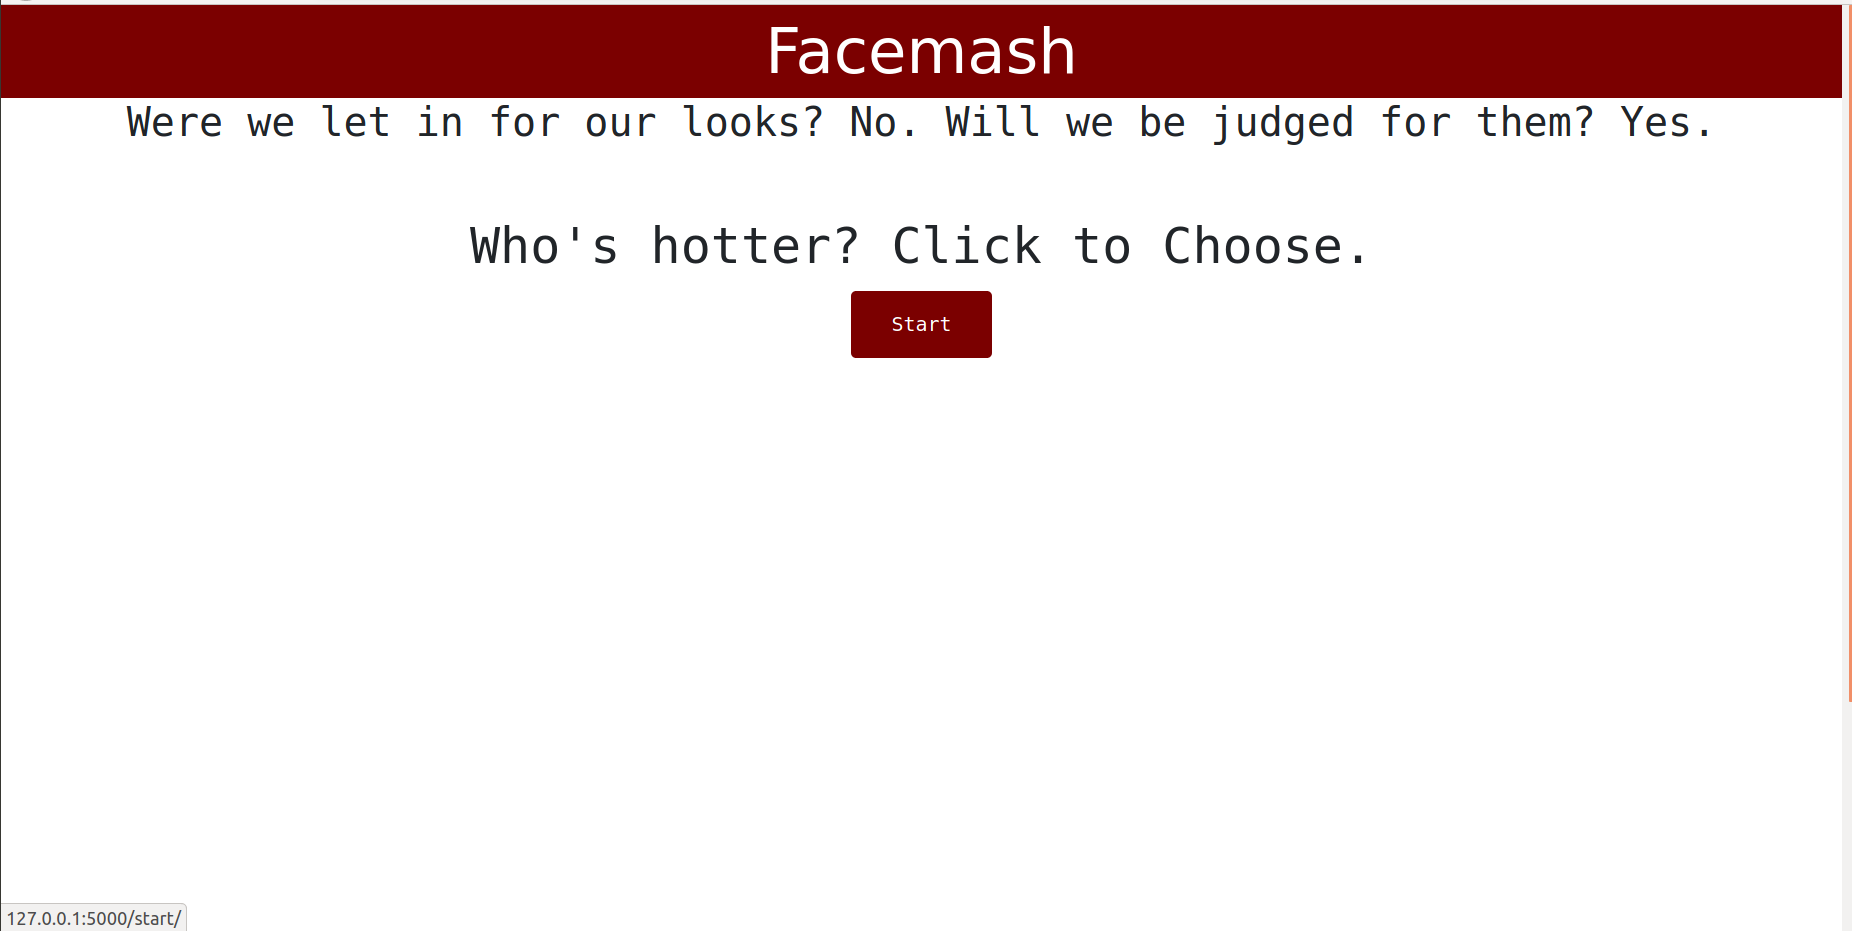 Facemash
Were we let in for our looks? No. Will we be judged for them? Yes.
Who's hotter? Click to Choose.
Start
127.0.0.1:5000/start/